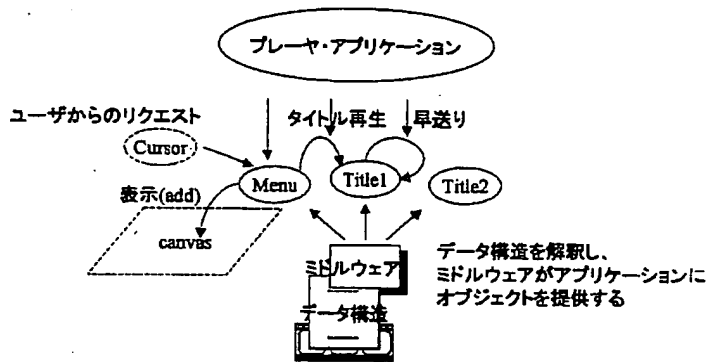 プレーヤ・アプリケーション
ユーザからのリクエスト
タイトル再生
早送り
Cursor
Menu
Title1
Title2
表示(add)
canvas
ミドルウェア
データ構造
データ構造を解釈し、
ミドルウェアがアプリケーションに
オブジェクトを提供する